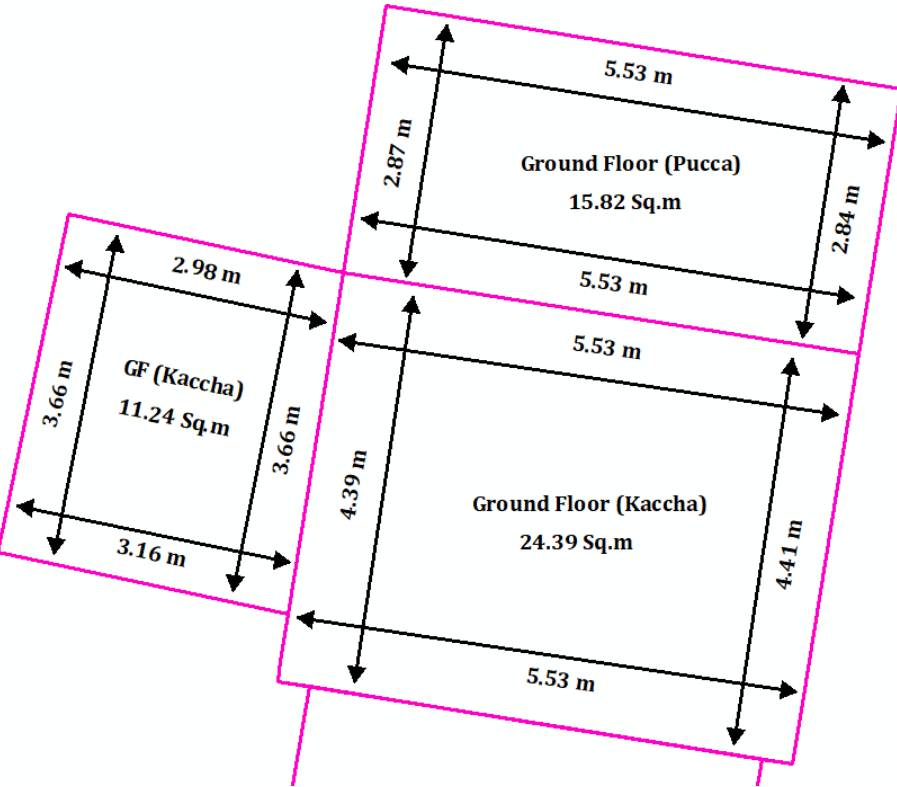 5.53 m
2.87 m
Ground Floor (Pucca)
15.82 Sq.m
2.84 m
5.53 m
2.98 m
3.66 m
GF (Kaccha)
11.24 Sq.m
3.66 m
3.16 m
5.53 m
4.39 m
Ground Floor (Kaccha)
24.39 Sq.m
4.41 m
5.53 m